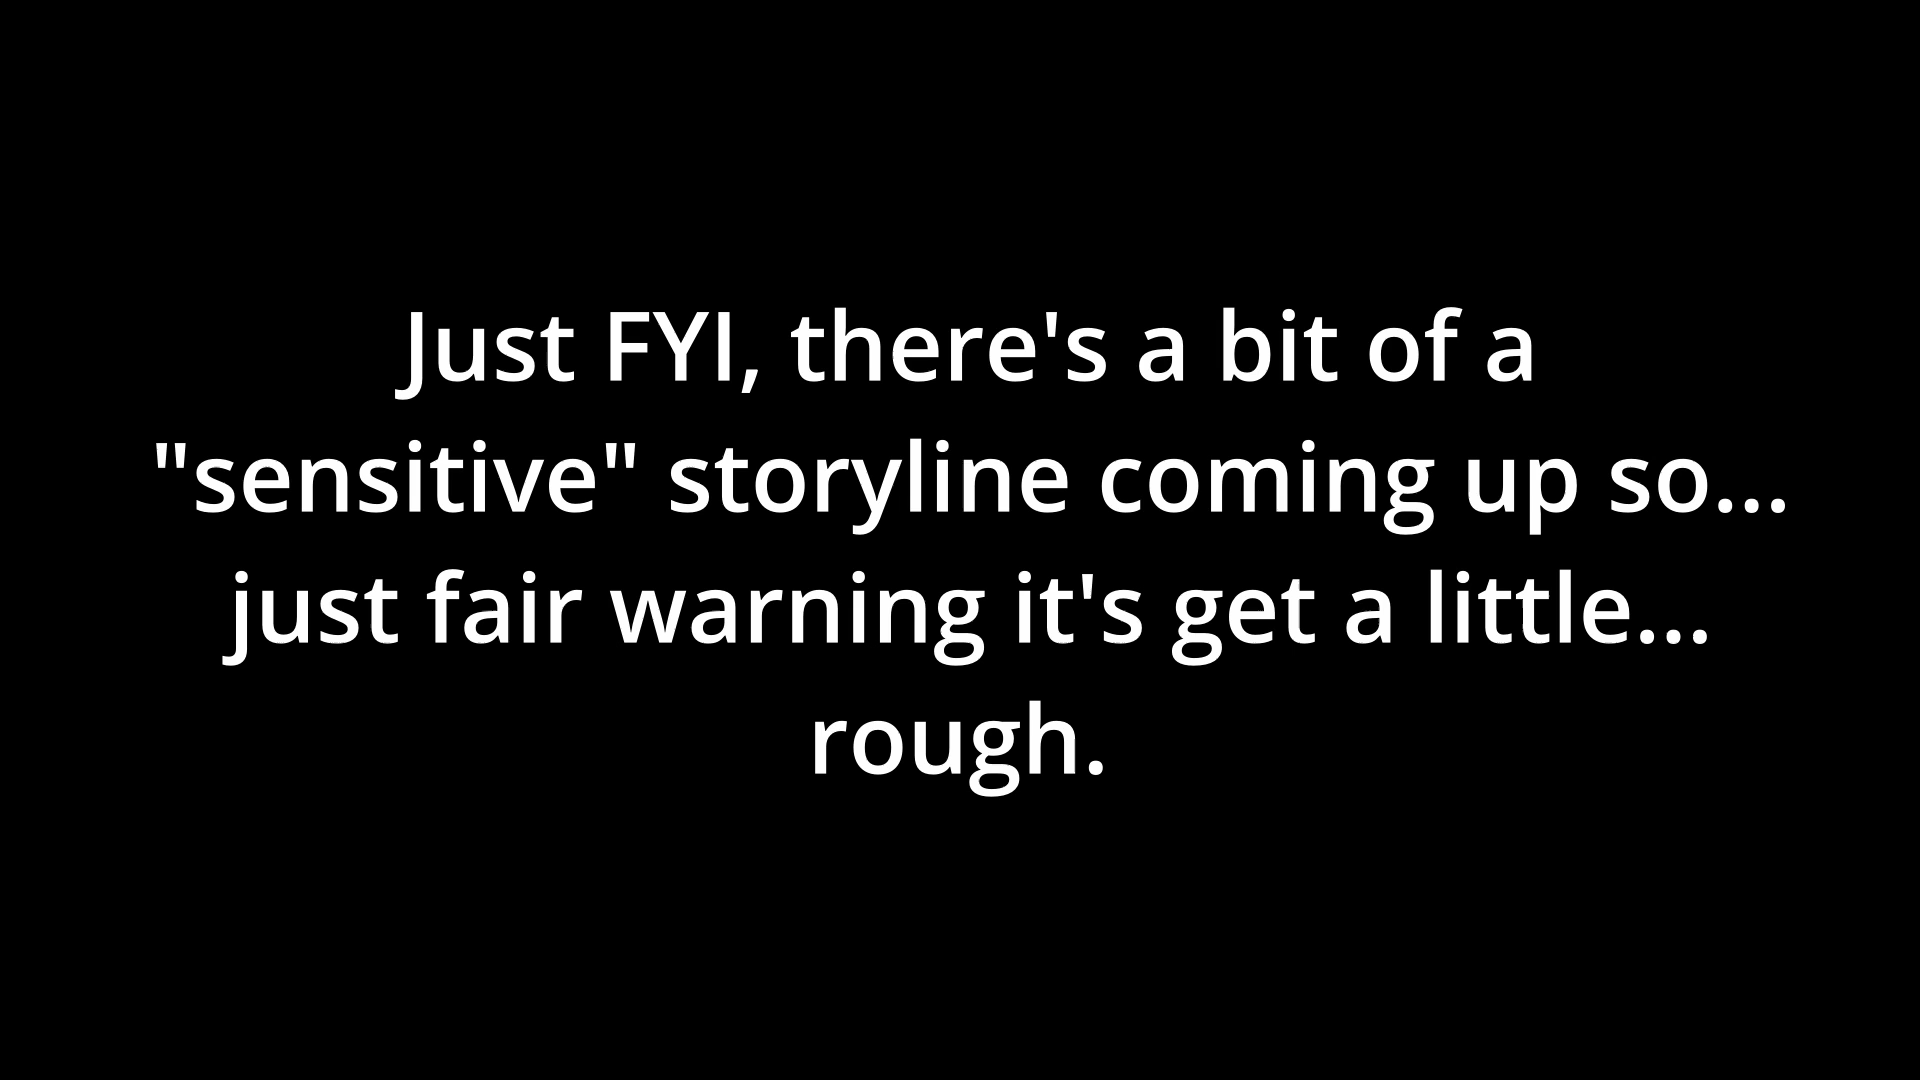 Just FYI, there's a bit of a
"sensitive" storyline coming up so...
just fair warning it's get a little...
rough.